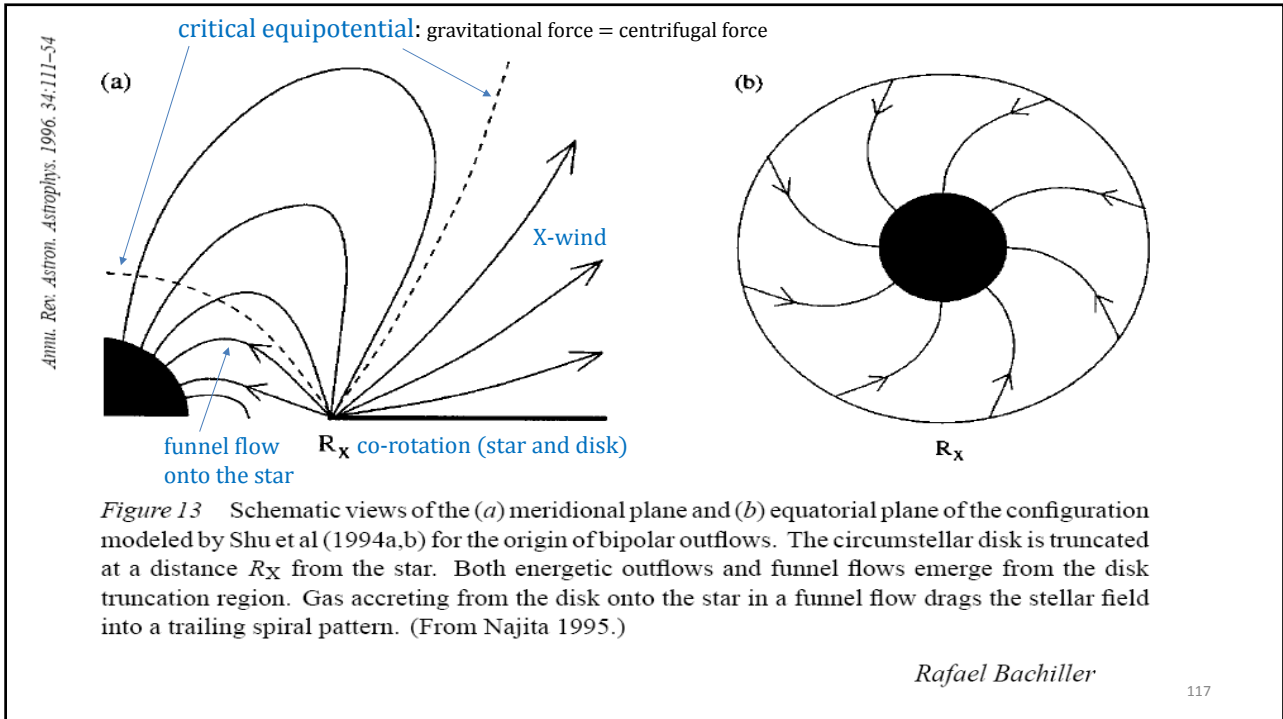 critical equipotential: gravitational force = centrifugal force
Annu. Rev. Astron. Astrophys. 1996. 34:111–54
(a)
(b)
X-wind
funnel flow
onto the star
RX co-rotation (star and disk)
RX
Figure 13 Schematic views of the (a) meridional plane and (b) equatorial plane of the configuration
modeled by Shu et al (1994a,b) for the origin of bipolar outflows. The circumstellar disk is truncated
at a distance RX from the star. Both energetic outflows and funnel flows emerge from the disk
truncation region. Gas accreting from the disk onto the star in a funnel flow drags the stellar field
into a trailing spiral pattern. (From Najita 1995.)
Rafael Bachiller
117